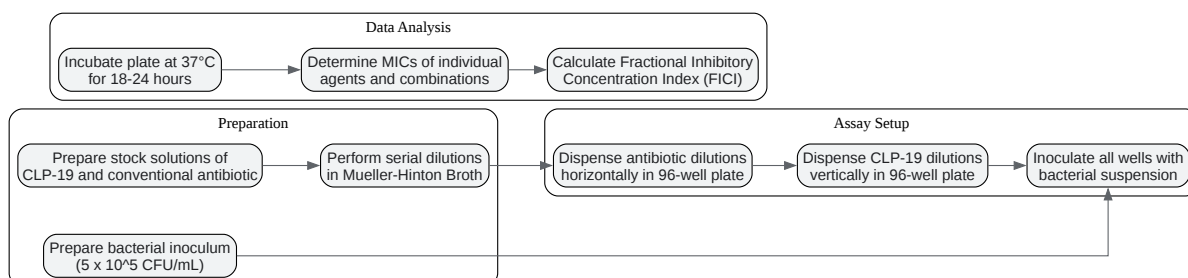 Data Analysis
Incubate plate at 37°C
for 18-24 hours
Determine MICs of individual
agents and combinations
Calculate Fractional Inhibitory
Concentration Index (FICI)
Preparation
Prepare stock solutions of
CLP-19 and conventional antibiotic
Perform serial dilutions
in Mueller-Hinton Broth
Prepare bacterial inoculum
(5 x 10^5 CFU/mL)
Assay Setup
Dispense antibiotic dilutions
horizontally in 96-well plate
Dispense CLP-19 dilutions
vertically in 96-well plate
Inoculate all wells with
bacterial suspension